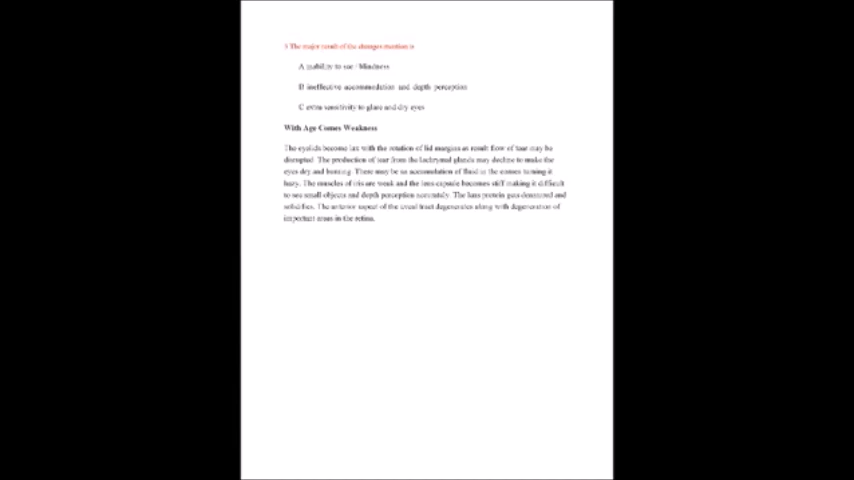 3 The major result of the changes mention is
A inability to see / blindness
B ineffective accommodation and depth perception
C extra sensitivity to glare and dry eyes
With Age Comes Weakness
The eyelids become lax with the rotation of lid margins as result flow of tear may be
disrupted. The production of tear from the lachrymal glands may decline to make the
eyes dry and burning. There may be an accumulation of fluid in the cornea turning it
hazy. The muscles of iris are weak and the lens capsule becomes stiff making it difficult
to see small objects and depth perception accurately. The lens protein gets denatured and
solidifies. The anterior aspect of the uveal tract degenerates along with degeneration of
important areas in the retina.